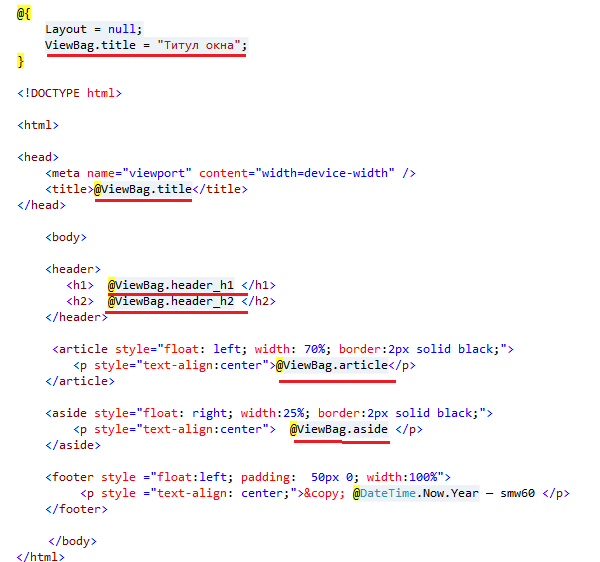 @{
Layout = null;
ViewBag.title = "Титул окна";
}
<!DOCTYPE html>
<html>
<head>
<meta name="viewport" content="width=device-width" />
<title>@ViewBag.title</title>
</head>
<body>
<header>
<h1> @ViewBag.header_h1 </h1>
<h2> @ViewBag.header_h2 </h2>
</header>
<article style="float: left; width: 70%; border:2px solid black;">
<p style="text-align:center">@ViewBag.article</p>
</article>
<aside style="float: right; width:25%; border:2px solid black;">
<p style="text-align:center"> @ViewBag.aside </p>
</aside>
<footer style ="float:left; padding: 50px 0; width:100%">
<p style ="text-align: center;">&copy; @DateTime.Now.Year – smw60 </p>
</footer>
</body>
</html>